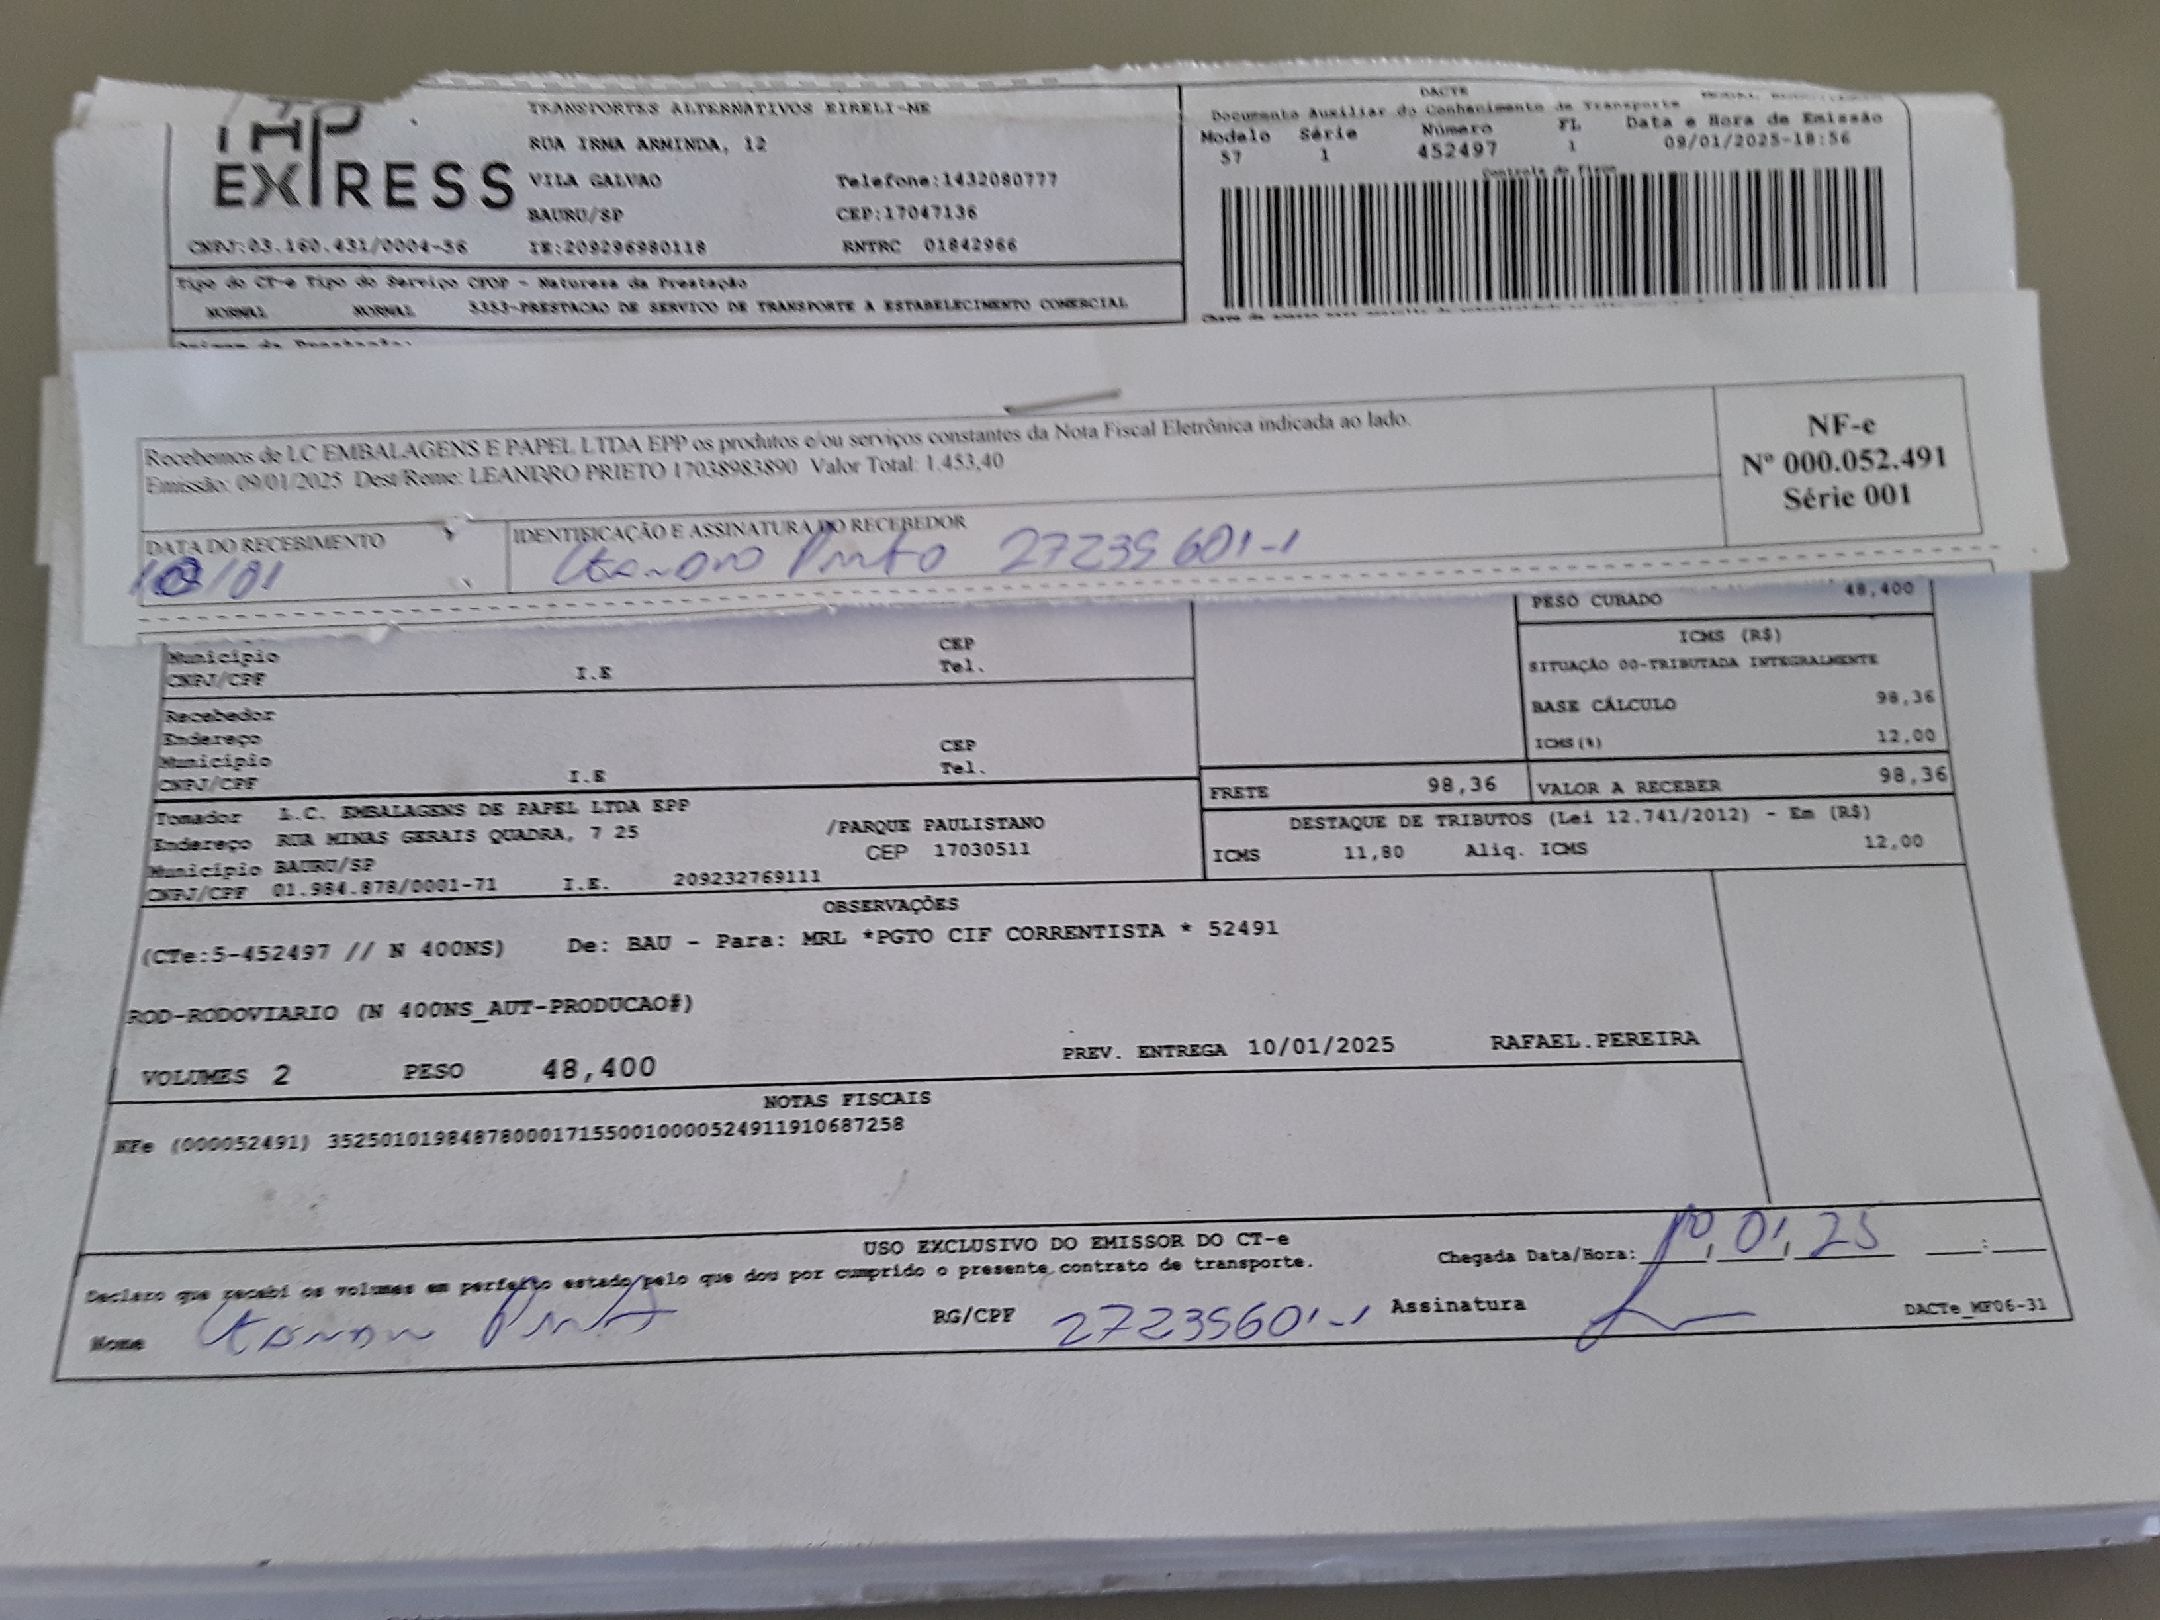 EXPRESS
TRANSPORTES ALTERNATIVOS EIRELI-ME
RUA IRMA ARMINDA, 12
VILA GALVAO Telefone:1432080777
BAURU/SP CEP:17047136
CNPJ:03.160.431/0004-56 IE:209296980118 RNTRC 01842966
Tipo do CT-e Tipo do Serviço CFOP - Natureza da Prestação
NORMAL NORMAL 5353-PRESTACAO DE SERVICO DE TRANSPORTE A ESTABELECIMENTO COMERCIAL
Origem da Prestação:
DACTE
Documento Auxiliar do Conhecimento de Transporte
Modelo Série Número FL Data e Hora de Emissão
57 1 452497 1 09/01/2025-18:56
Controle do Fisco
Recebemos de LC EMBALAGENS E PAPEL LTDA EPP os produtos e/ou serviços constantes da Nota Fiscal Eletrônica indicada ao lado.
Emissão: 09/01/2025 Dest/Reme: LEANDRO PRIETO 17038983890 Valor Total: 1.453,40
NF-e
Nº 000.052.491
Série 001
DATA DO RECEBIMENTO IDENTIFICAÇÃO E ASSINATURA DO RECEBEDOR
/01 27235601-1
PESO CUBADO 48,400
Município CEP
CNPJ/CPF I.E Tel.
Recebedor
Endereço
Município CEP
CNPJ/CPF I.E Tel.
ICMS (R$)
SITUAÇÃO 00-TRIBUTADA INTEGRALMENTE
BASE CÁLCULO 98,36
ICMS(%) 12,00
FRETE 98,36 VALOR A RECEBER 98,36
DESTAQUE DE TRIBUTOS (Lei 12.741/2012) - Em (R$)
ICMS 11,80 Aliq. ICMS 12,00
Tomador L.C. EMBALAGENS DE PAPEL LTDA EPP
Endereço RUA MINAS GERAIS QUADRA, 7 25 /PARQUE PAULISTANO
Município BAURU/SP CEP 17030511
CNPJ/CPF 01.984.878/0001-71 I.E. 209232769111
OBSERVAÇÕES
(CTe:5-452497 // N 400NS) De: BAU - Para: MRL *PGTO CIF CORRENTISTA * 52491
ROD-RODOVIARIO (N 400NS_AUT-PRODUCAO#)
VOLUMES 2 PESO 48,400 PREV. ENTREGA 10/01/2025 RAFAEL.PEREIRA
NOTAS FISCAIS
NFe (000052491) 35250101984878000171550010000524911910687258
USO EXCLUSIVO DO EMISSOR DO CT-e
Declaro que recebi os volumes em perfeito estado pelo que dou por cumprido o presente contrato de transporte.
Chegada Data/Hora: 10,01,25 :
Nome RG/CPF 27235601-1 Assinatura
DACTe_MF06-31